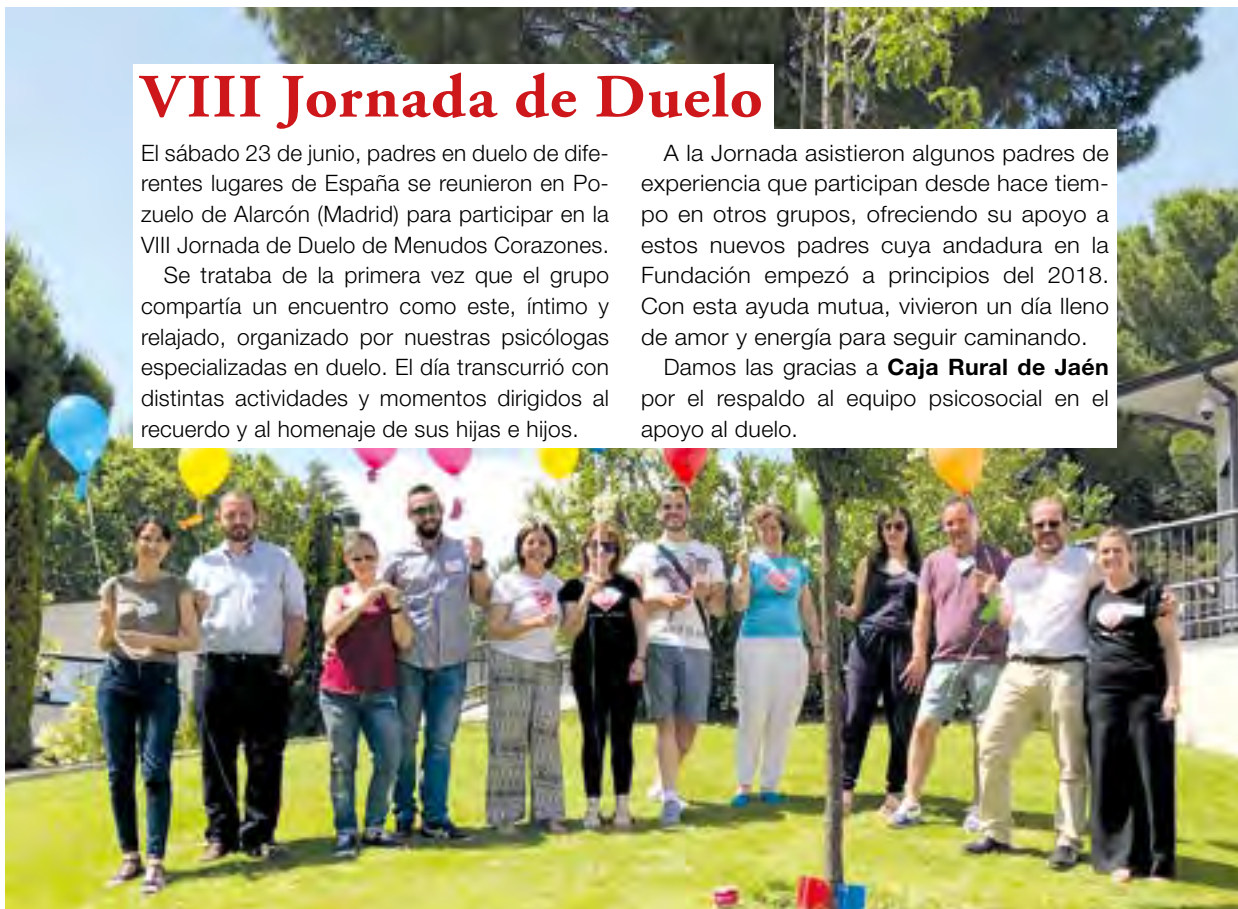 VIII Jornada de Duelo
El sábado 23 de junio, padres en duelo de dife-
rentes lugares de España se reunieron en Po-
zuelo de Alarcón (Madrid) para participar en la
VIII Jornada de Duelo de Menudos Corazones.
Se trataba de la primera vez que el grupo
compartía un encuentro como este, íntimo y
relajado, organizado por nuestras psicólogas
especializadas en duelo. El día transcurrió con
distintas actividades y momentos dirigidos al
recuerdo y al homenaje de sus hijas e hijos.
A la Jornada asistieron algunos padres de
experiencia que participan desde hace tiem-
po en otros grupos, ofreciendo su apoyo a
estos nuevos padres cuya andadura en la
Fundación empezó a principios del 2018.
Con esta ayuda mutua, vivieron un día lleno
de amor y energía para seguir caminando.
Damos las gracias a Caja Rural de Jaén
por el respaldo al equipo psicosocial en el
apoyo al duelo.